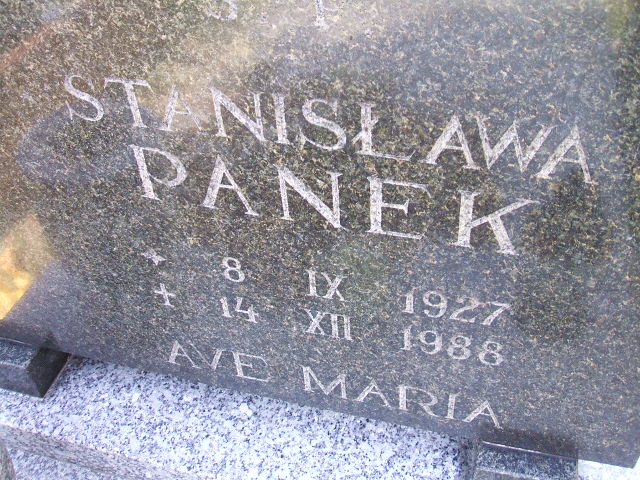 STANISŁAWA
PANEK
* 8 IX 1927
+ 14 XII 1988
AVE MARIA